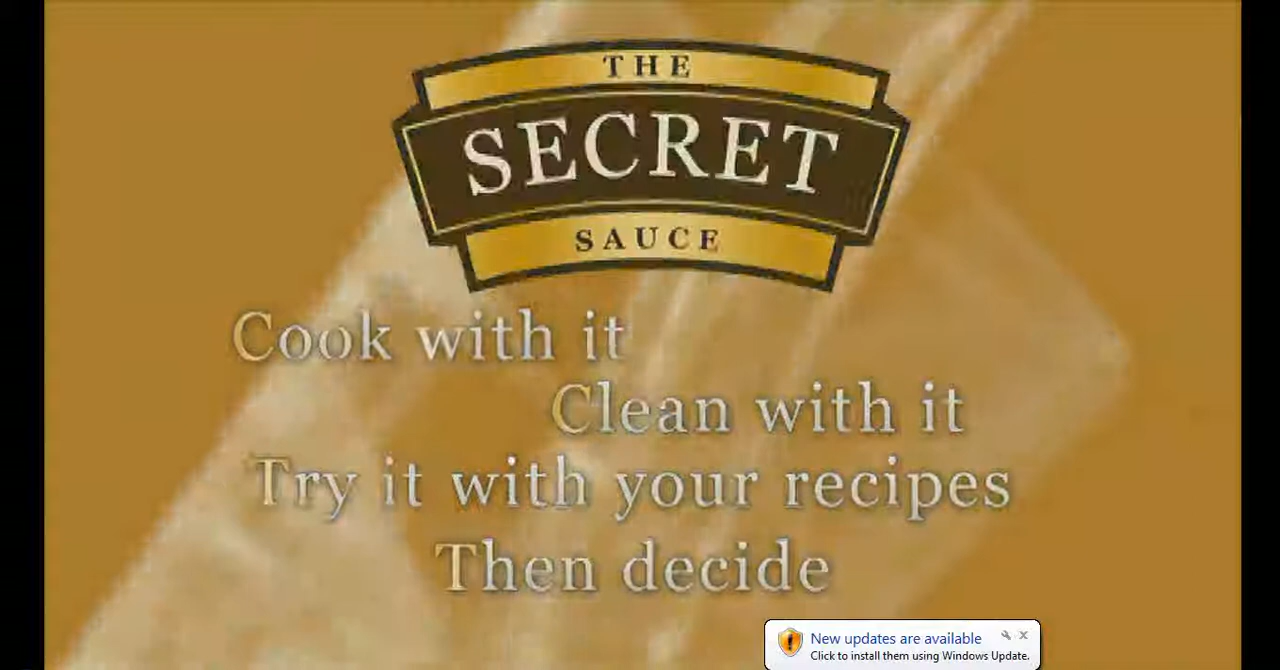 THE
SECRET
SAUCE
Cook with it
Clean with it
Try it with your recipes
Then decide
New updates are available
Click to install them using Windows Update.